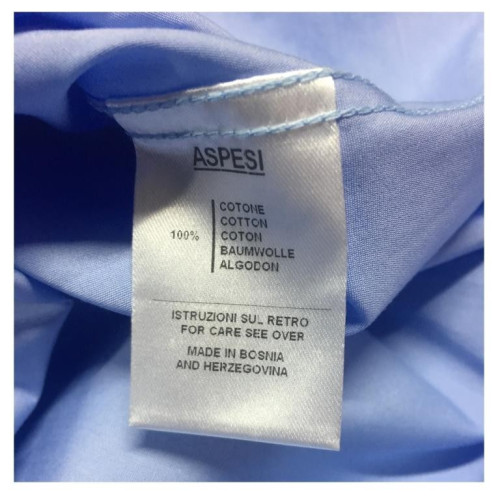 ASPESI
COTONE
COTTON
100% COTON
BAUMWOLLE
ALGODON
ISTRUZIONI SUL RETRO
FOR CARE SEE OVER
MADE IN BOSNIA
AND HERZEGOVINA